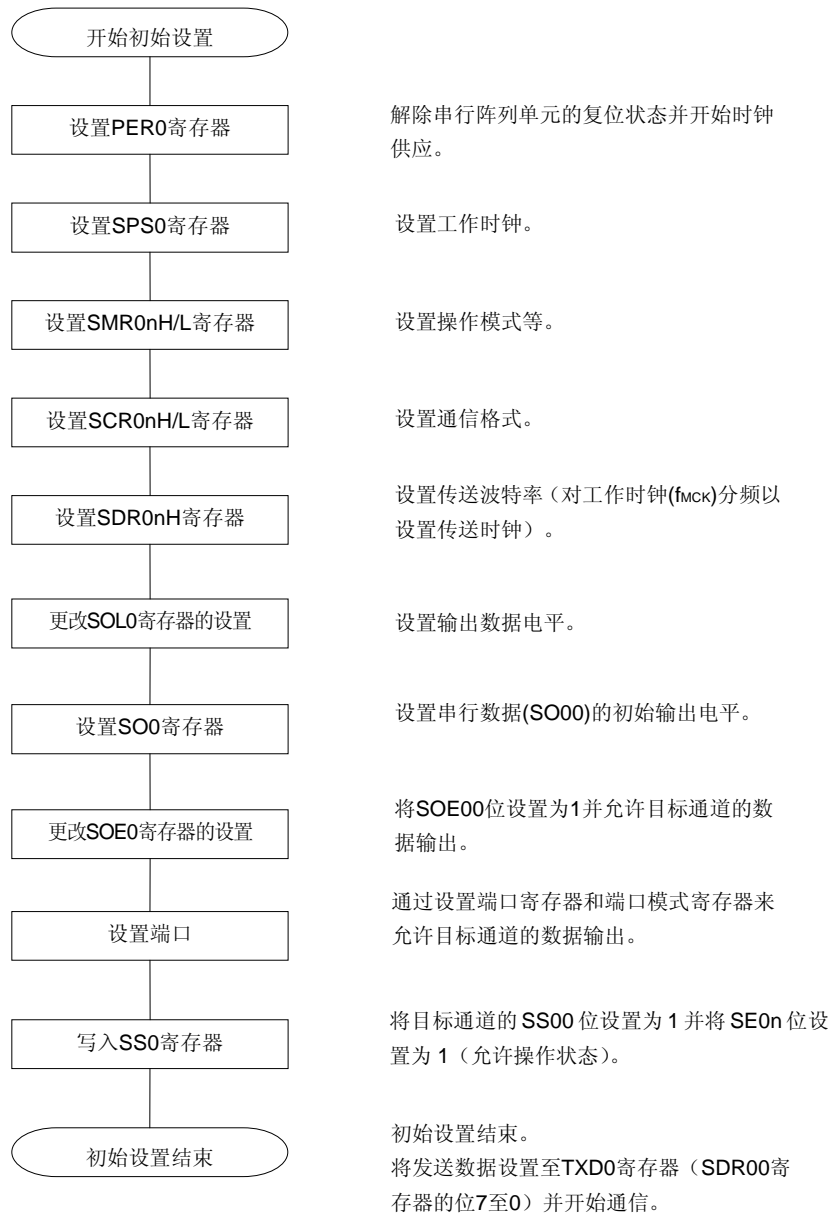 开始初始设置
设置PER0寄存器
解除串行阵列单元的复位状态并开始时钟
供应。
设置SPS0寄存器
设置工作时钟。
设置SMR0nH/L寄存器
设置操作模式等。
设置SCR0nH/L寄存器
设置通信格式。
设置SDR0nH寄存器
设置传送波特率（对工作时钟(fMCK)分频以
设置传送时钟）。
更改SOL0寄存器的设置
设置输出数据电平。
设置SO0寄存器
设置串行数据(SO00)的初始输出电平。
更改SOE0寄存器的设置
将SOE00位设置为1并允许目标通道的数
据输出。
设置端口
通过设置端口寄存器和端口模式寄存器来
允许目标通道的数据输出。
写入SS0寄存器
将目标通道的 SS00 位设置为 1 并将 SE0n 位设
置为 1（允许操作状态）。
初始设置结束
初始设置结束。
将发送数据设置至TXD0寄存器（SDR00寄
存器的位7至0）并开始通信。